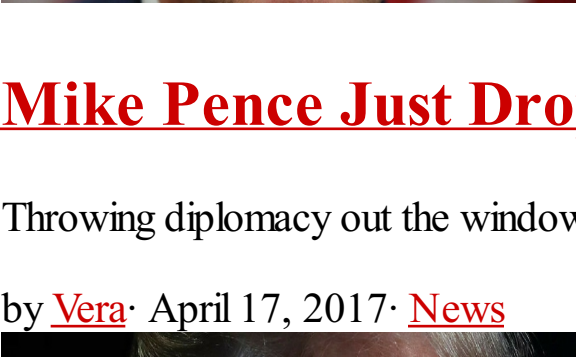 Mike Pence Just Dro
Throwing diplomacy out the window
by Vera· April 17, 2017· News